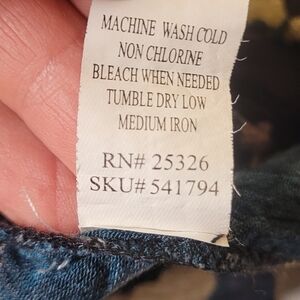 MACHINE WASH COLD
NON CHLORINE
BLEACH WHEN NEEDED
TUMBLE DRY LOW
MEDIUM IRON
RN# 25326
SKU# 541794